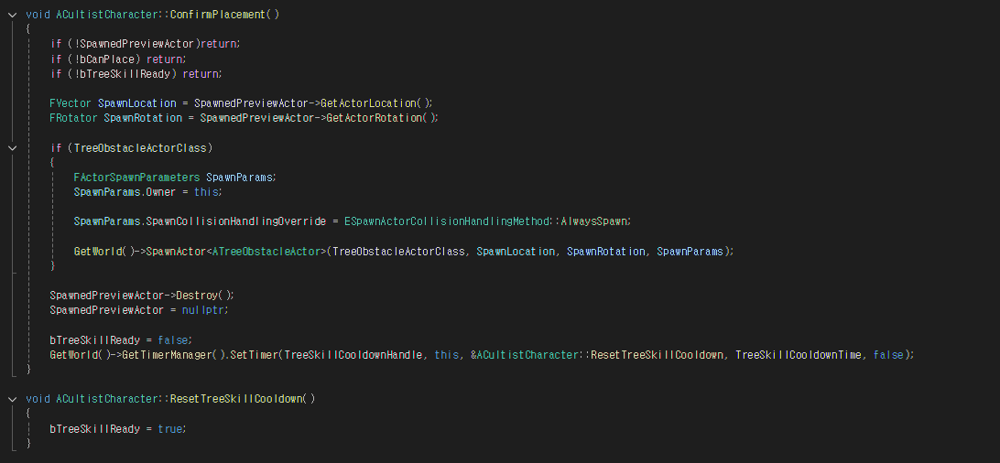 void ACultistCharacter::ConfirmPlacement()
{
if (!SpawnedPreviewActor)return;
if (!bCanPlace) return;
if (!bTreeSkillReady) return;
FVector SpawnLocation = SpawnedPreviewActor->GetActorLocation();
FRotator SpawnRotation = SpawnedPreviewActor->GetActorRotation();
if (TreeObstacleActorClass)
{
FActorSpawnParameters SpawnParams;
SpawnParams.Owner = this;
SpawnParams.SpawnCollisionHandlingOverride = ESpawnActorCollisionHandlingMethod::AlwaysSpawn;
GetWorld()->SpawnActor<ATreeObstacleActor>(TreeObstacleActorClass, SpawnLocation, SpawnRotation, SpawnParams);
}
SpawnedPreviewActor->Destroy();
SpawnedPreviewActor = nullptr;
bTreeSkillReady = false;
GetWorld()->GetTimerManager().SetTimer(TreeSkillCooldownHandle, this, &ACultistCharacter::ResetTreeSkillCooldown, TreeSkillCooldownTime, false);
}
void ACultistCharacter::ResetTreeSkillCooldown()
{
bTreeSkillReady = true;
}